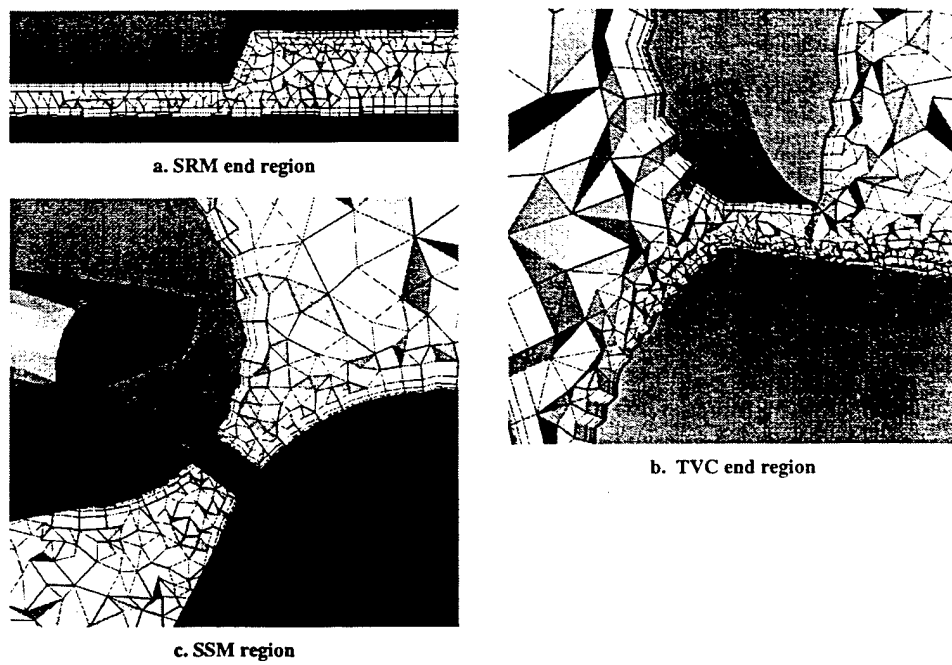 a. SRM end region
b. TVC end region
c. SSM region